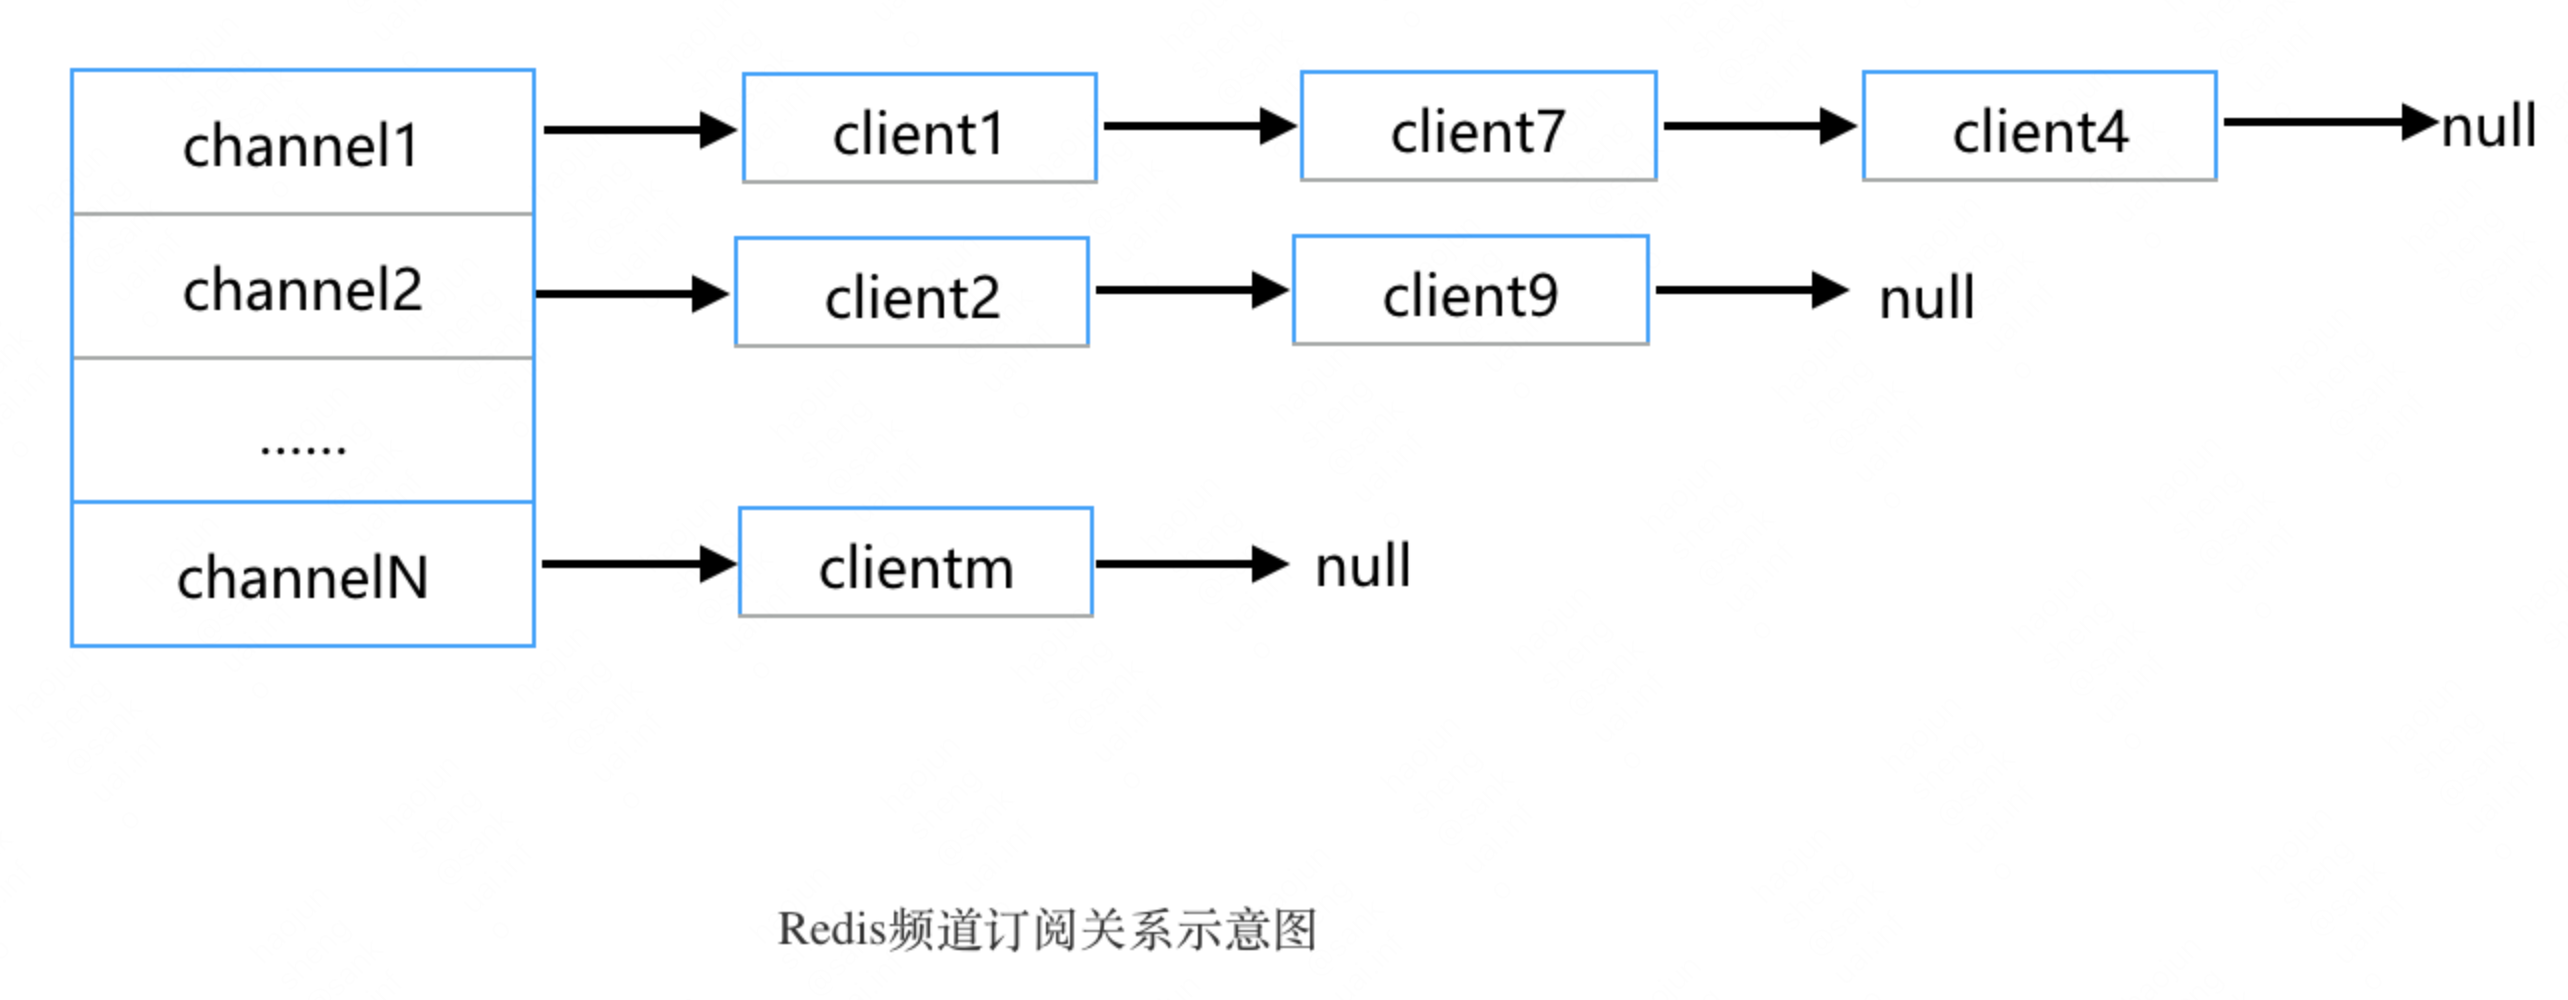 channel1 client1 client7 client4 null
channel2 client2 client9 null
......
channelN clientm null
Redis频道订阅关系示意图